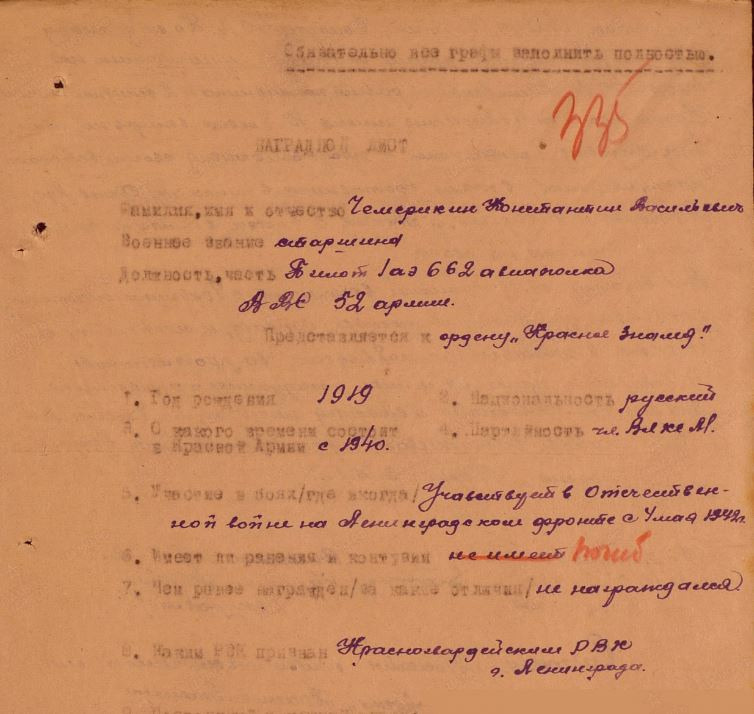 Обязательно все графы заполнить полностью.
335
НАГРАДНОЙ ЛИСТ
Фамилия, имя и отчество Чемерикин Константин Васильевич
Военное звание старшина
Должность, часть Пилот 1 аэ 662 авиаполка
ВВС 52 армии.
Представляется к ордену „Красное Знамя".
1. Год рождения 1919 2. Национальность русский
3. С какого времени состоит 4. Партийность чл. ВЛКСМ.
в Красной Армии с 1940.
5. Участие в боях/где и когда/ Участвует в Отечествен-
ной войне на Ленинградском фронте с 4 мая 1942г.
6. Имеет ли ранения и контузии не имеет погиб
7. Чем ранее награжден/за какие отличия/ не награждался.
8. Каким РВК призван Красногвардейским РВК
г. Ленинграда.